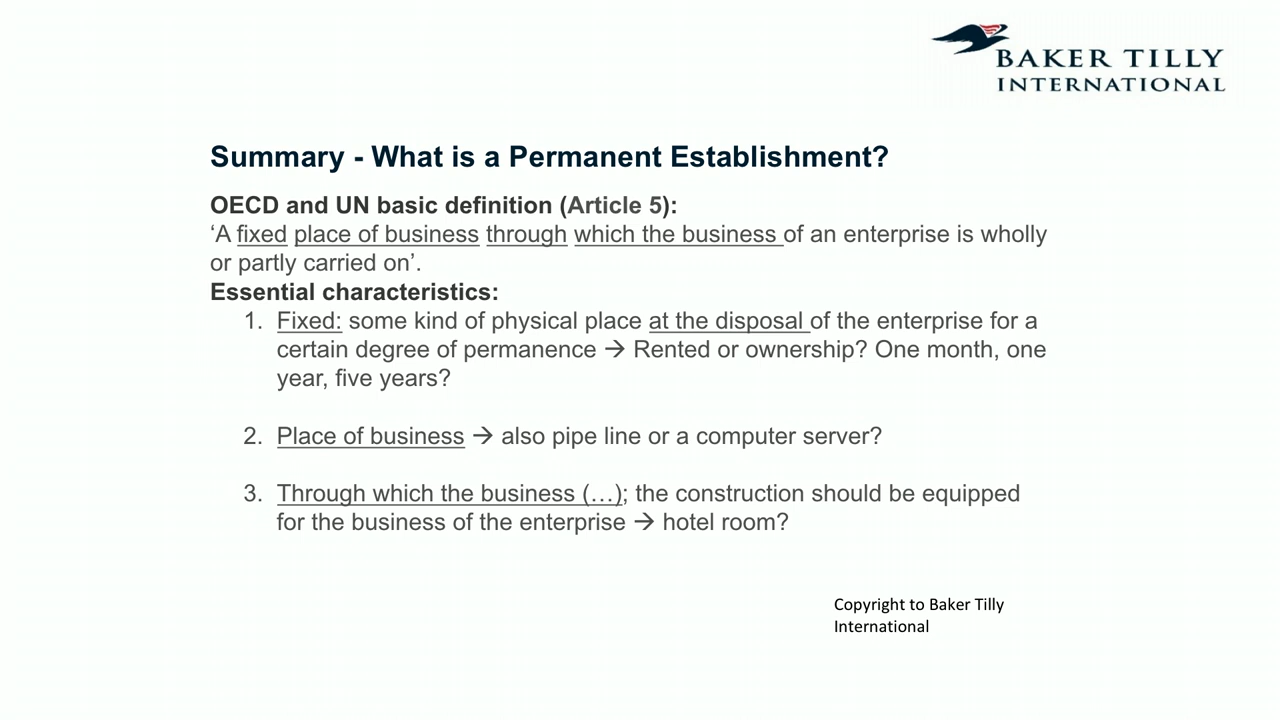 BAKER TILLY
INTERNATIONAL
Summary - What is a Permanent Establishment?
OECD and UN basic definition (Article 5):
‘A fixed place of business through which the business of an enterprise is wholly
or partly carried on’.
Essential characteristics:
1. Fixed: some kind of physical place at the disposal of the enterprise for a
certain degree of permanence → Rented or ownership? One month, one
year, five years?
2. Place of business → also pipe line or a computer server?
3. Through which the business (…); the construction should be equipped
for the business of the enterprise → hotel room?
Copyright to Baker Tilly
International